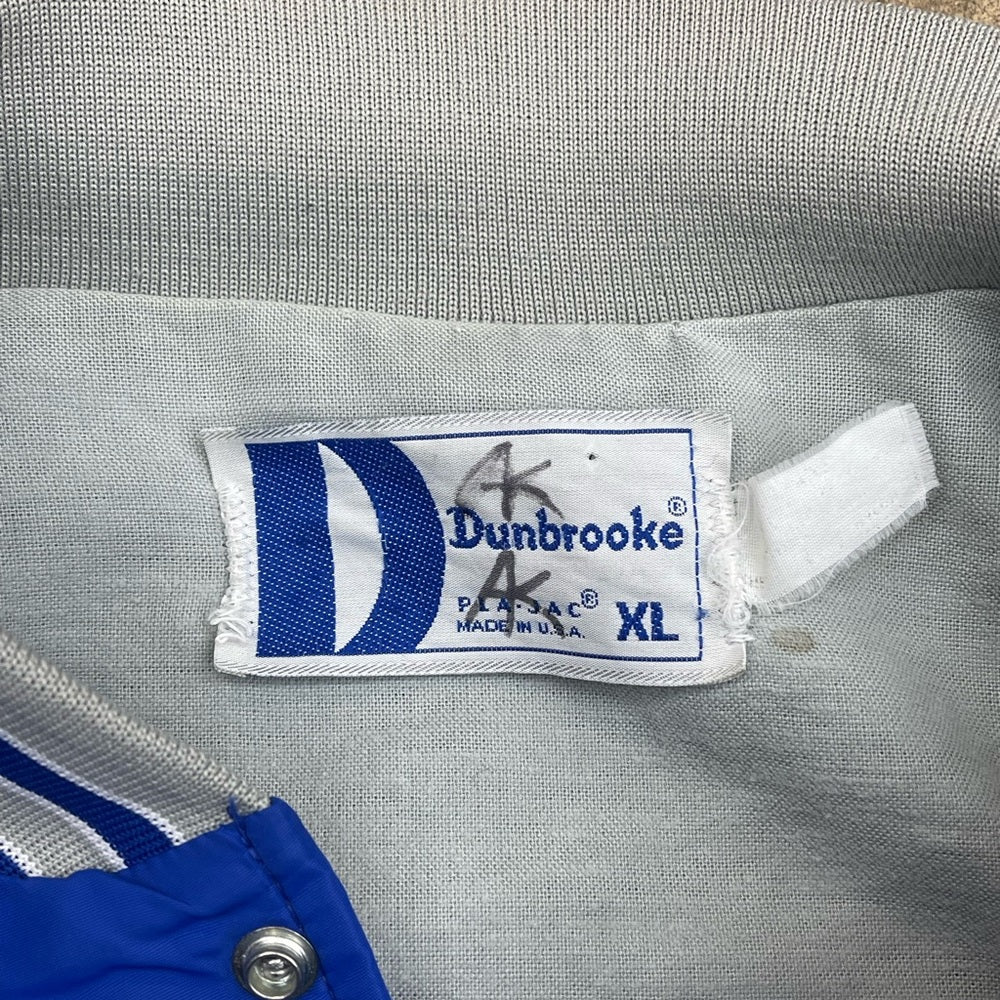 AK
Dunbrooke®
AK
PLA-JAC®
MADE IN U.S.A.
XL